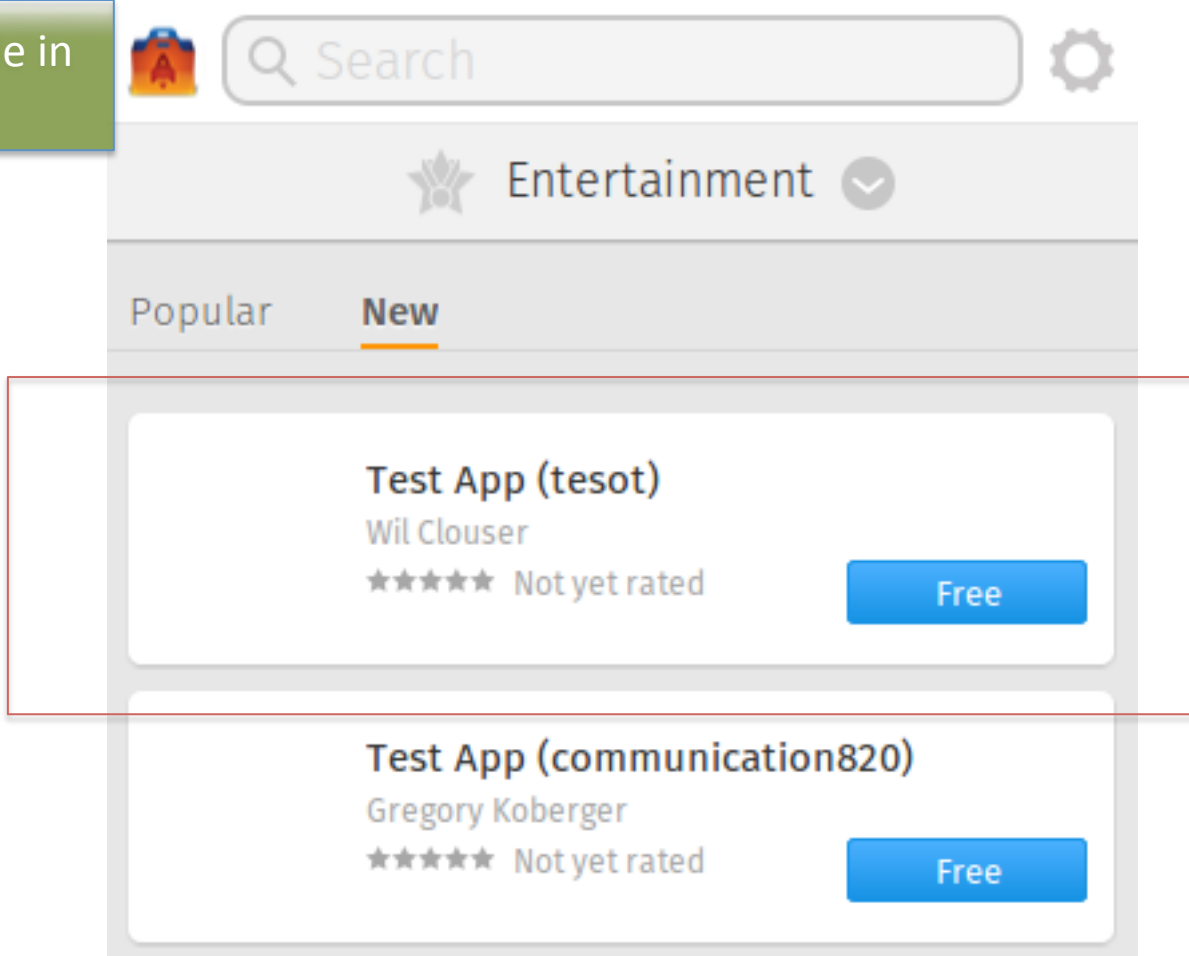 e in
Search
Entertainment
Popular New
Test App (tesot)
Wil Clouser
Not yet rated
Free
Test App (communication820)
Gregory Koberger
Not yet rated
Free